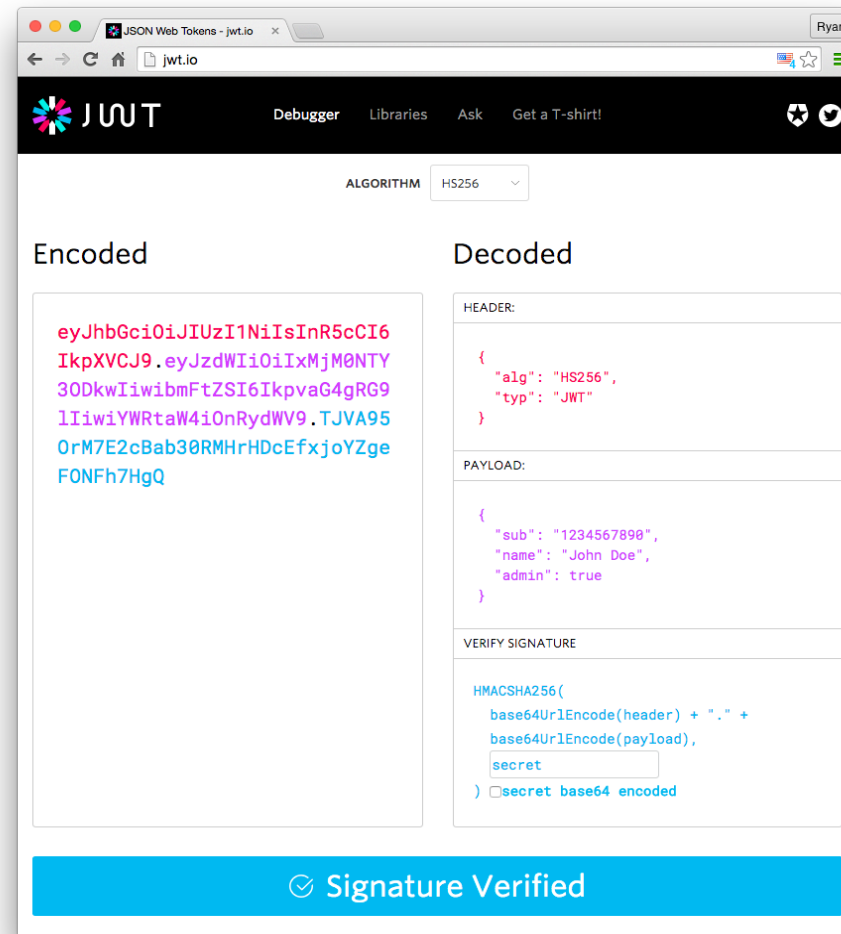 JSON Web Tokens - jwt.io
jwt.io
4
JWT
Debugger Libraries Ask Get a T-shirt!
ALGORITHM HS256
Encoded
eyJhbGciOiJIUzI1NiIsInR5cCI6
IkpXVCJ9.eyJzdWIiOiIxMjM0NTY
3ODkwIiwibmFtZSI6IkpvaG4gRG9
lIiwiYWRtaW4iOnRydWV9.TJVA95
OrM7E2cBab30RMHrHDcEfxjoYZge
FONFh7HgQ
Decoded
HEADER:
{
"alg": "HS256",
"typ": "JWT"
}
PAYLOAD:
{
"sub": "1234567890",
"name": "John Doe",
"admin": true
}
VERIFY SIGNATURE
HMACSHA256(
base64UrlEncode(header) + "." +
base64UrlEncode(payload),
secret
) secret base64 encoded
Signature Verified